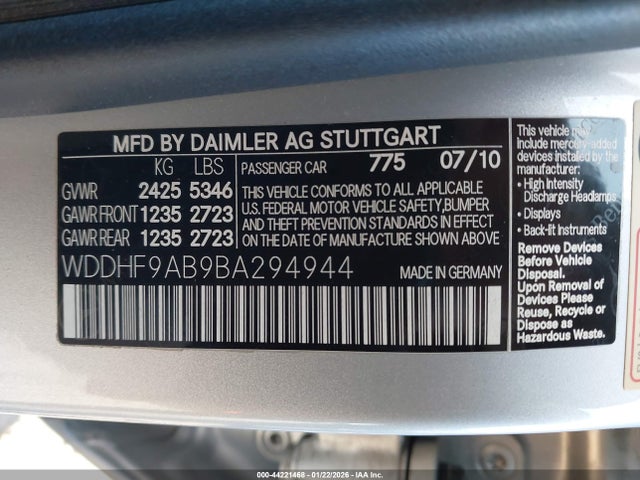 MFD BY DAIMLER AG STUTTGART
KG LBS PASSENGER CAR 775 07/10
GVWR 2425 5346
GAWR FRONT 1235 2723
GAWR REAR 1235 2723
THIS VEHICLE CONFORMS TO ALL APPLICABLE
U.S. FEDERAL MOTOR VEHICLE SAFETY,BUMPER
AND THEFT PREVENTION STANDARDS IN EFFECT
ON THE DATE OF MANUFACTURE SHOWN ABOVE.
WDDHF9AB9BA294944 MADE IN GERMANY
This vehicle may
include mercury-added
devices installed by the
manufacturer:
• High Intensity
Discharge Headlamps
• Displays
• Back-lit Instruments
Remove Devices
Before Vehicle
Disposal.
Upon Removal of
Devices Please
Reuse, Recycle or
Dispose as
Hazardous Waste.
000-44221468 - 01/22/2026 - IAAI Chicago-South